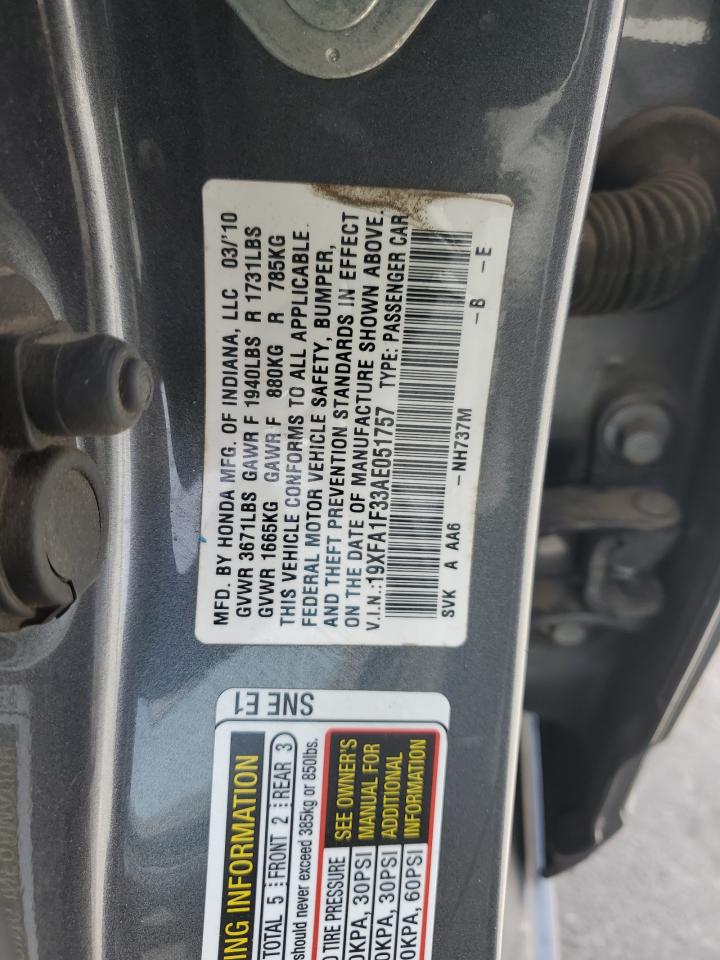 MFD. BY HONDA MFG. OF INDIANA, LLC 03/'10
GVWR 3671LBS GAWR F 1940LBS R 1731LBS
GVWR 1665KG GAWR F 880KG R 785KG
THIS VEHICLE CONFORMS TO ALL APPLICABLE
FEDERAL MOTOR VEHICLE SAFETY, BUMPER,
AND THEFT PREVENTION STANDARDS IN EFFECT
ON THE DATE OF MANUFACTURE SHOWN ABOVE.
V.I.N.:19XFA1F33AE051757 TYPE: PASSENGER CAR
SVK A AA6 -NH737M -B -E
SNE E1
INFORMATION
TOTAL 5 FRONT 2 REAR 3
should never exceed 385kg or 850lbs.
TIRE PRESSURE
KPA, 30PSI
KPA, 30PSI
KPA, 60PSI
SEE OWNER'S
MANUAL FOR
ADDITIONAL
INFORMATION